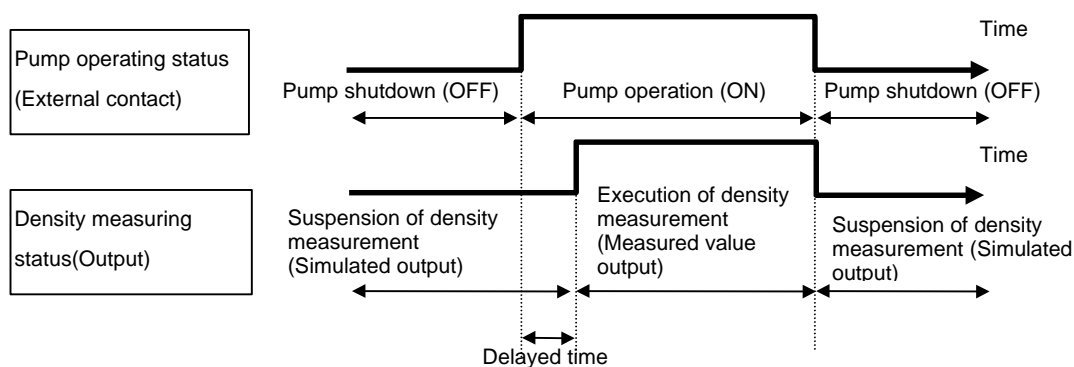 Time
Pump operating status
(External contact)
Pump shutdown (OFF)
Pump operation (ON)
Pump shutdown (OFF)
Time
Density measuring
status(Output)
Suspension of density
measurement
(Simulated output)
Execution of density
measurement
(Measured value
output)
Suspension of density
measurement (Simulated
output)
Delayed time